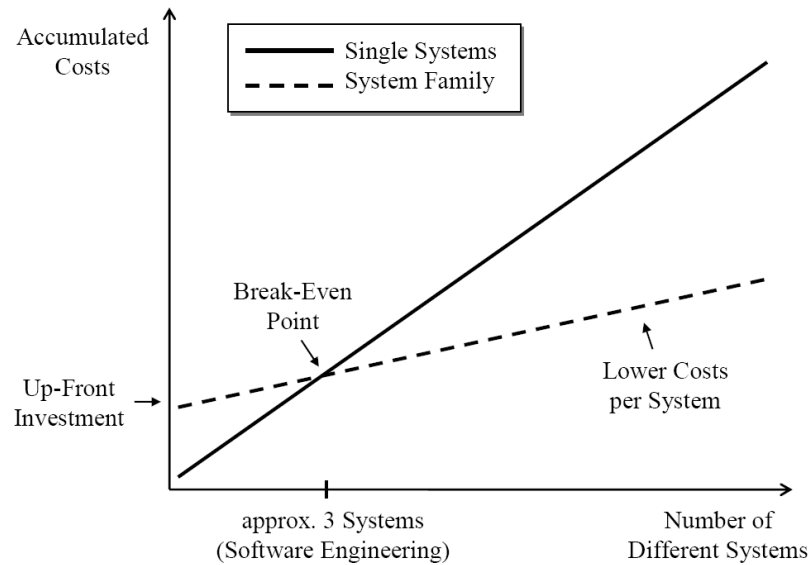 Accumulated
Costs
Single Systems
System Family
Break-Even
Point
Up-Front
Investment
Lower Costs
per System
approx. 3 Systems
(Software Engineering)
Number of
Different Systems